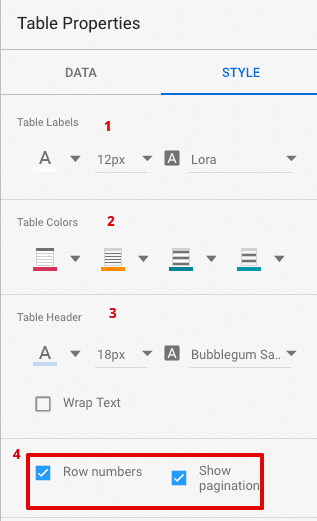 Table Properties
DATA STYLE
Table Labels 1
A 12px A Lora
Table Colors 2
Table Header 3
A 18px A Bubblegum Sa..
Wrap Text
4
Row numbers Show
pagination